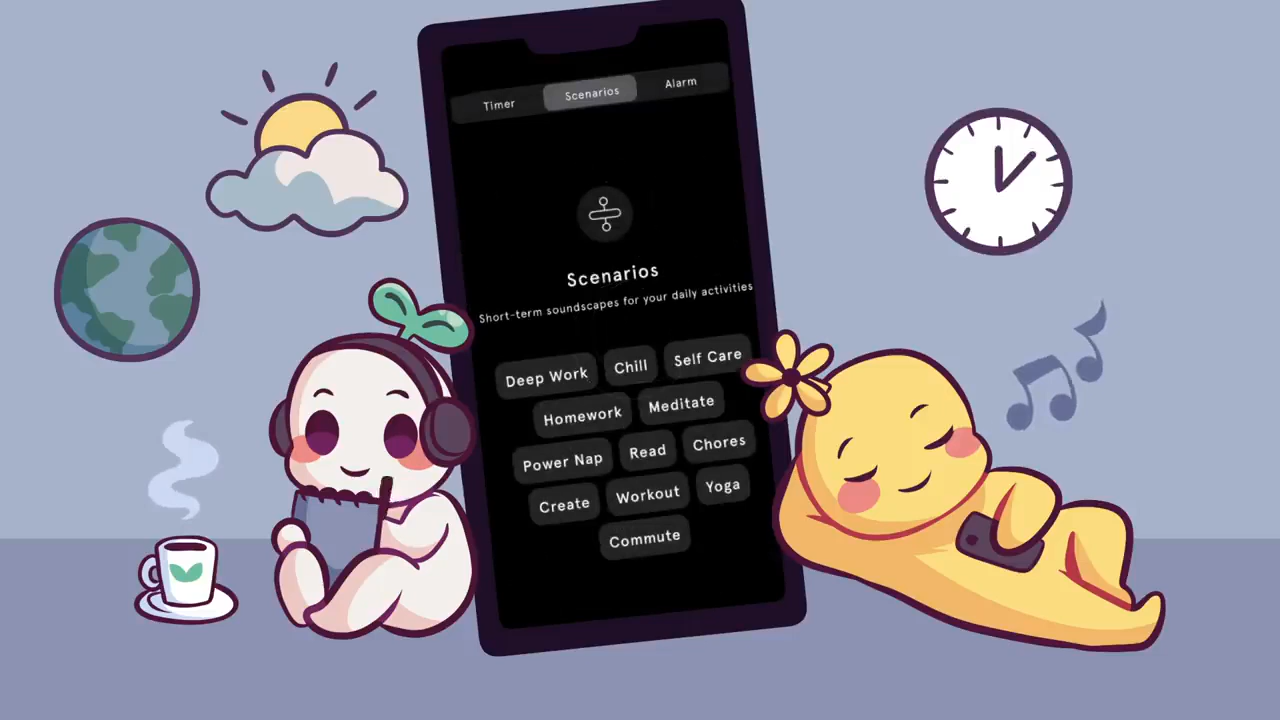 Timer Scenarios Alarm
Scenarios
Short-term soundscapes for your daily activities
Deep Work Chill Self Care
Homework Meditate
Power Nap Read Chores
Create Workout Yoga
Commute